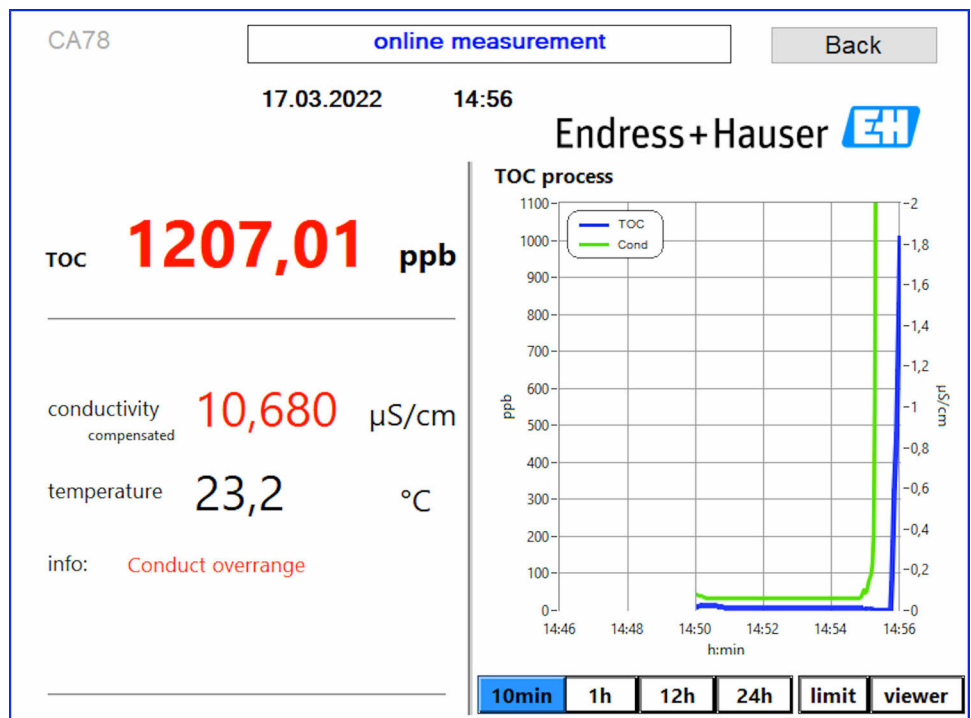 CA78
online measurement
Back
17.03.2022 14:56
Endress+Hauser EH
TOC 1207,01 ppb
conductivity 10,680 µS/cm
compensated
temperature 23,2 °C
info: Conduct overrange
TOC process
TOC
Cond
1100
1000
900
800
700
600
500
400
300
200
100
0
ppb
2
1,8
1,6
1,4
1,2
1
0,8
0,6
0,4
0,2
0
µS/cm
14:46 14:48 14:50 14:52 14:54 14:56
h:min
10min 1h 12h 24h limit viewer